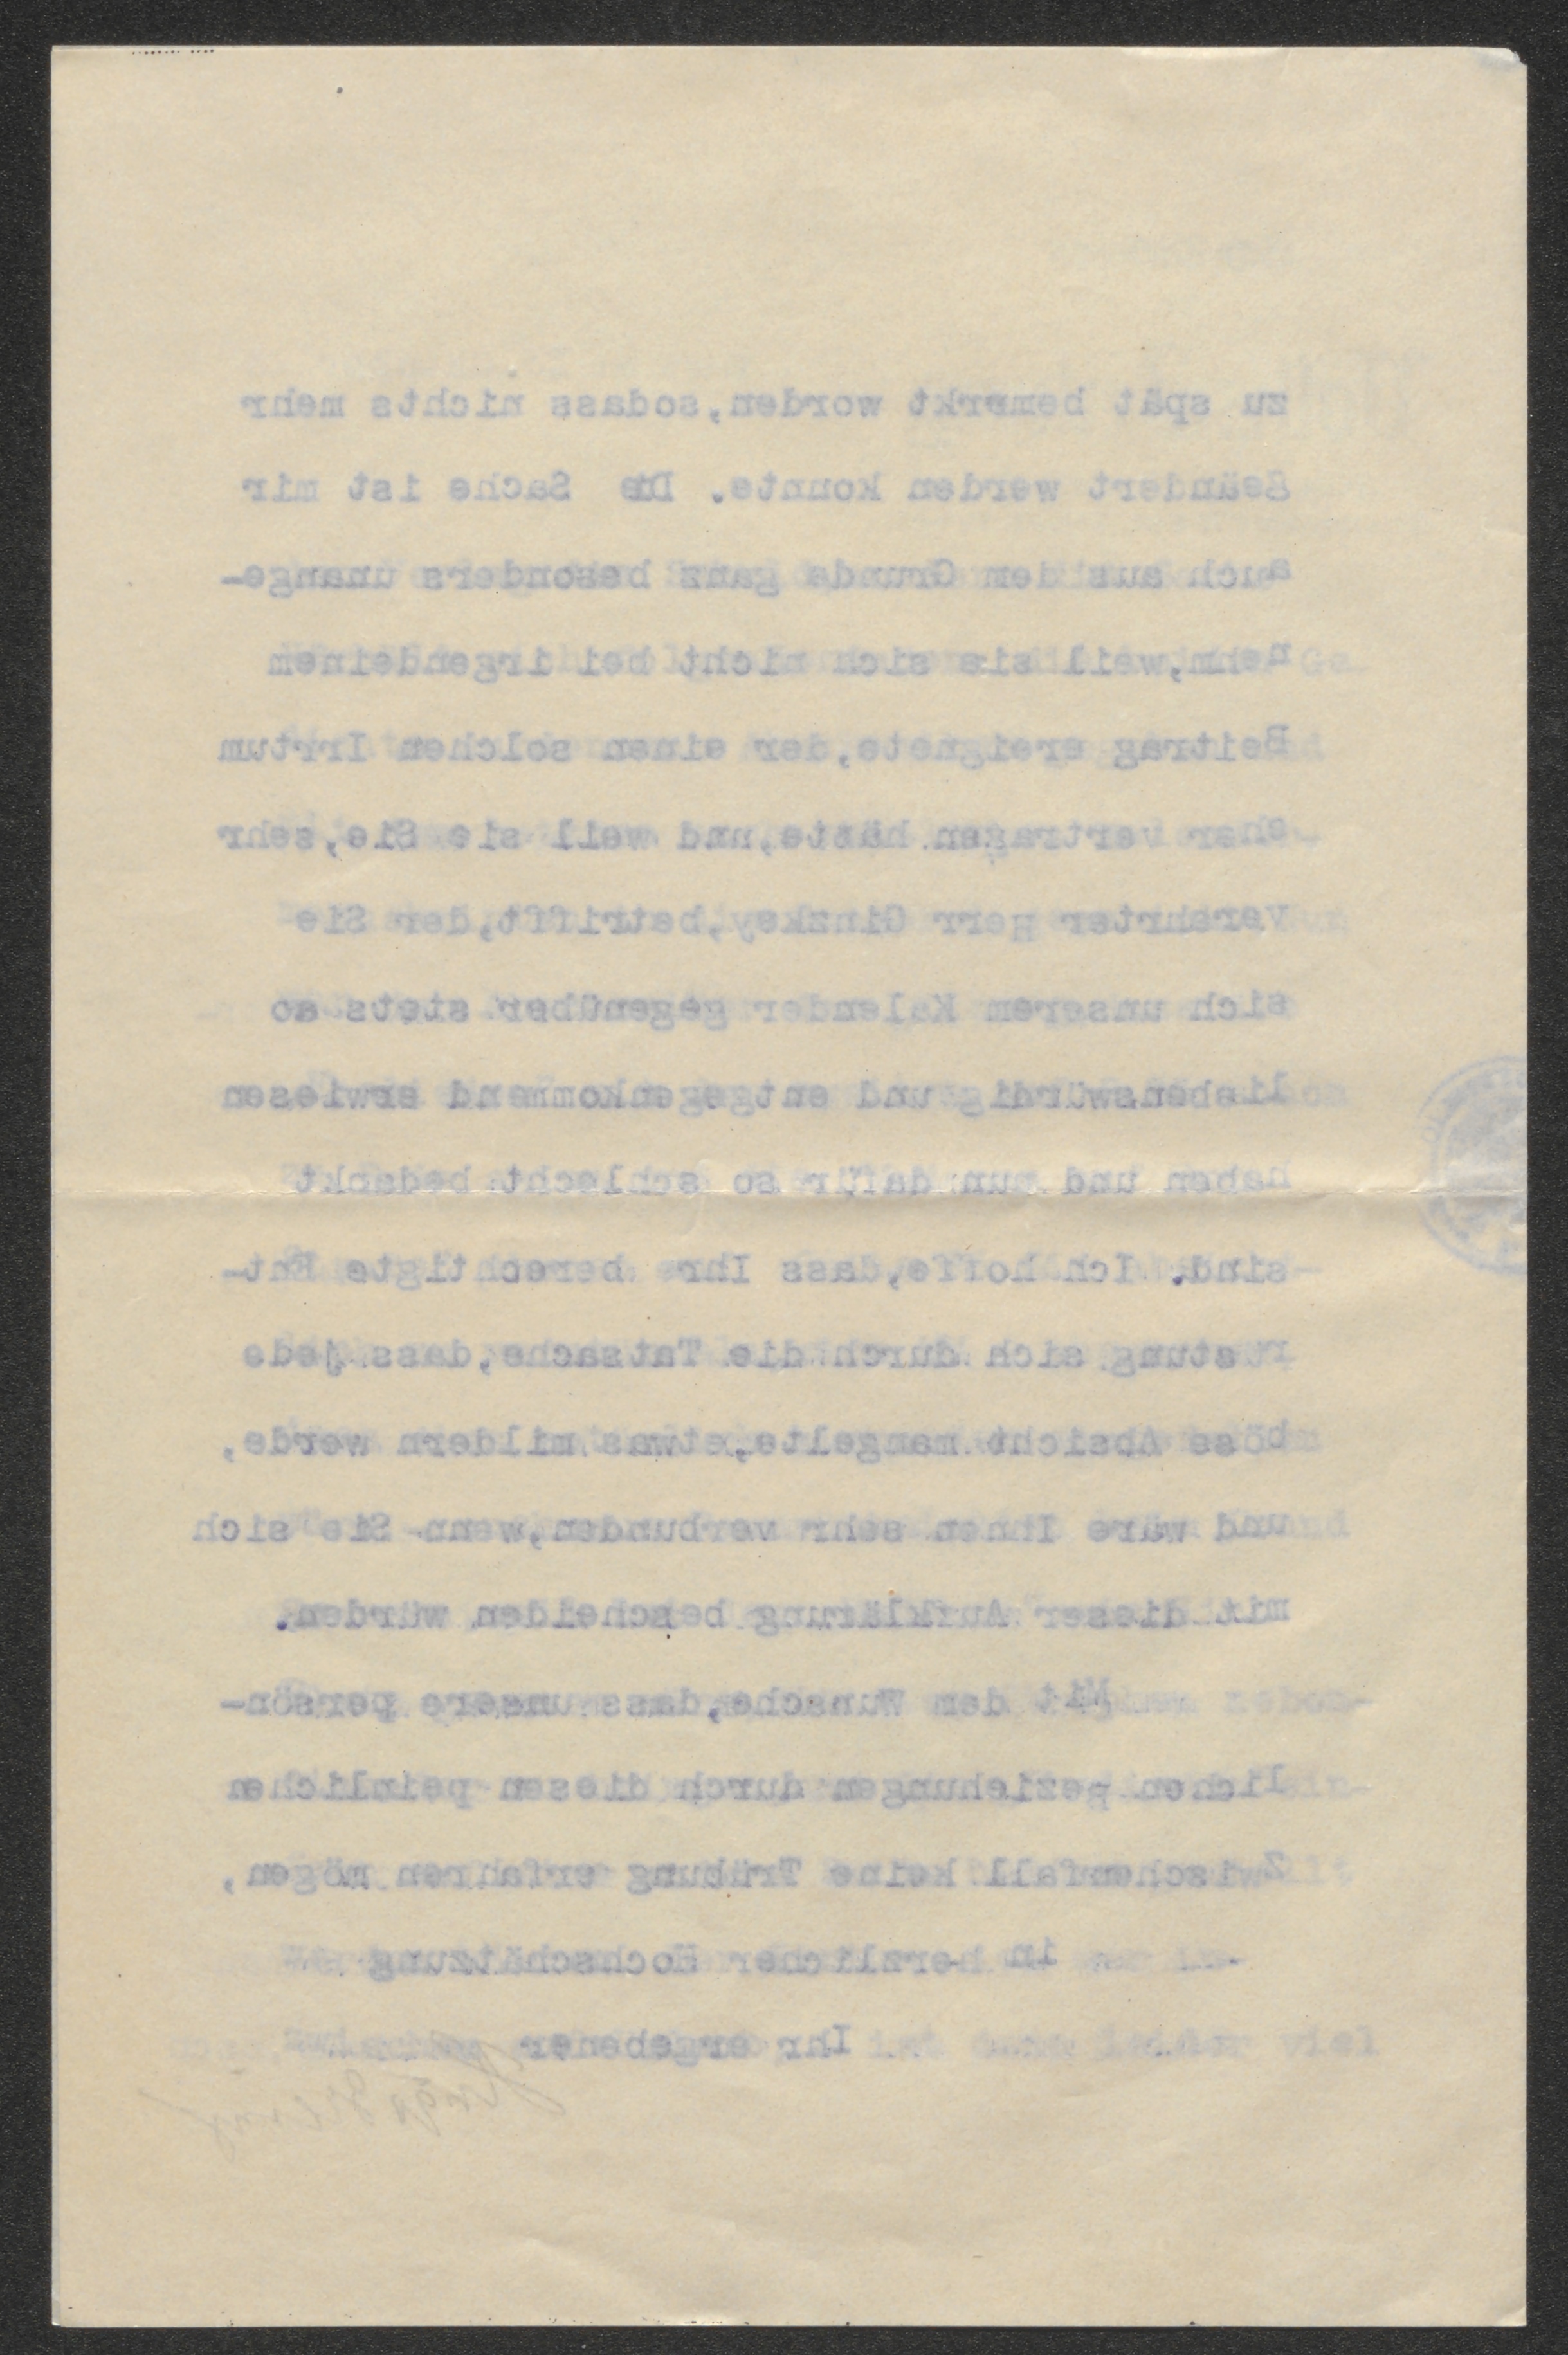 zu spät bemerkt worden,sodass nichts mehr
geändert werden konnte. Die Sache ist mir
auch aus dem Grunde ganz besonders unange-
nehm,weil sie sich nicht bei irgendeinem
Beitrag ereignete,der einen solchen Irrtum
eher vertragen hätte,und weil sie Sie,sehr
verehrter Herr Ginzkey,betrifft,der Sie
sich unserem Kalender gegenüber stets so
liebenswürdig und entgegenkommend erwiesen
haben und nun dafür so schlecht bedankt
sind. Ich hoffe,dass Ihre berechtigte Ent-
rüstung sich durch die Tatsache,dass jede
böse Absicht mangelte,etwas mildern werde,
und wäre Ihnen sehr verbunden,wenn Sie sich
mit dieser Aufklärung bescheiden würden.
Mit dem Wunsche,dass unsere persön-
lichen Beziehungen durch diesen peinlichen
Zwischenfall keine Trübung erfahren mögen,
in herzlicher Hochschätzung
Ihr ergebener
Hugo